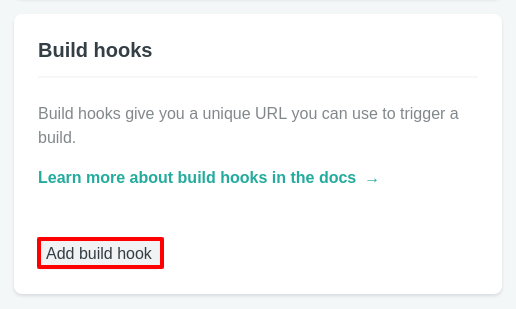 Build hooks
Build hooks give you a unique URL you can use to trigger a
build.
Learn more about build hooks in the docs →
Add build hook